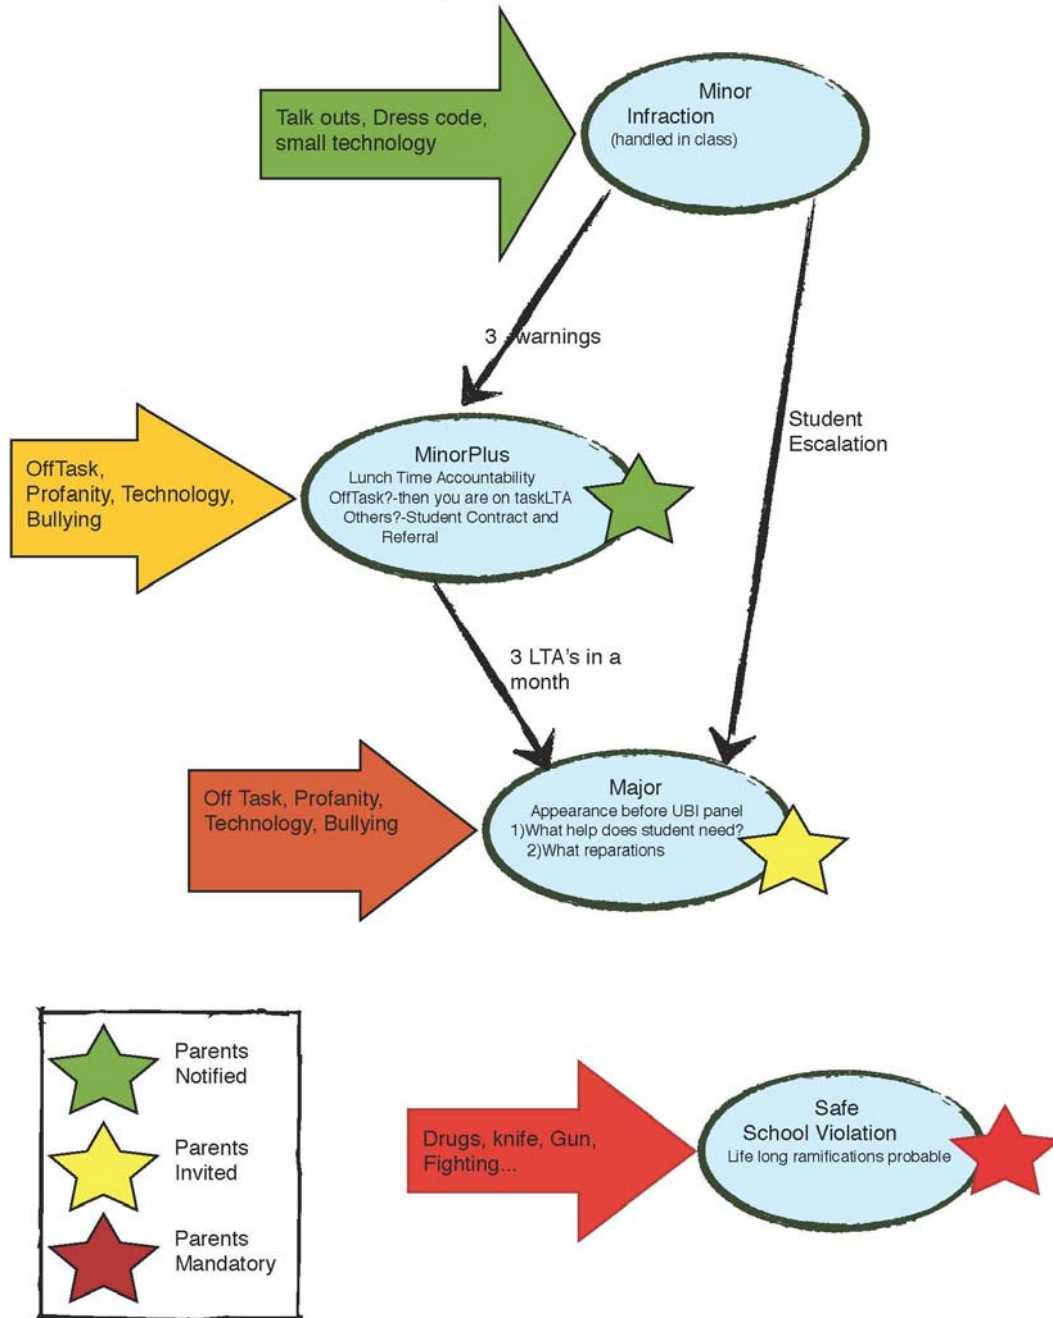 Talk outs, Dress code,
small technology
Minor
Infraction
(handled in class)
3 warnings
Student
Escalation
OffTask,
Profanity, Technology,
Bullying
MinorPlus
Lunch Time Accountability
OffTask?-then you are on taskLTA
Others?-Student Contract and
Referral
3 LTA's in a
month
Off Task, Profanity,
Technology, Bullying
Major
Appearance before UBI panel
1)What help does student need?
2)What reparations
Parents
Notified
Parents
Invited
Parents
Mandatory
Drugs, knife, Gun,
Fighting...
Safe
School Violation
Life long ramifications probable